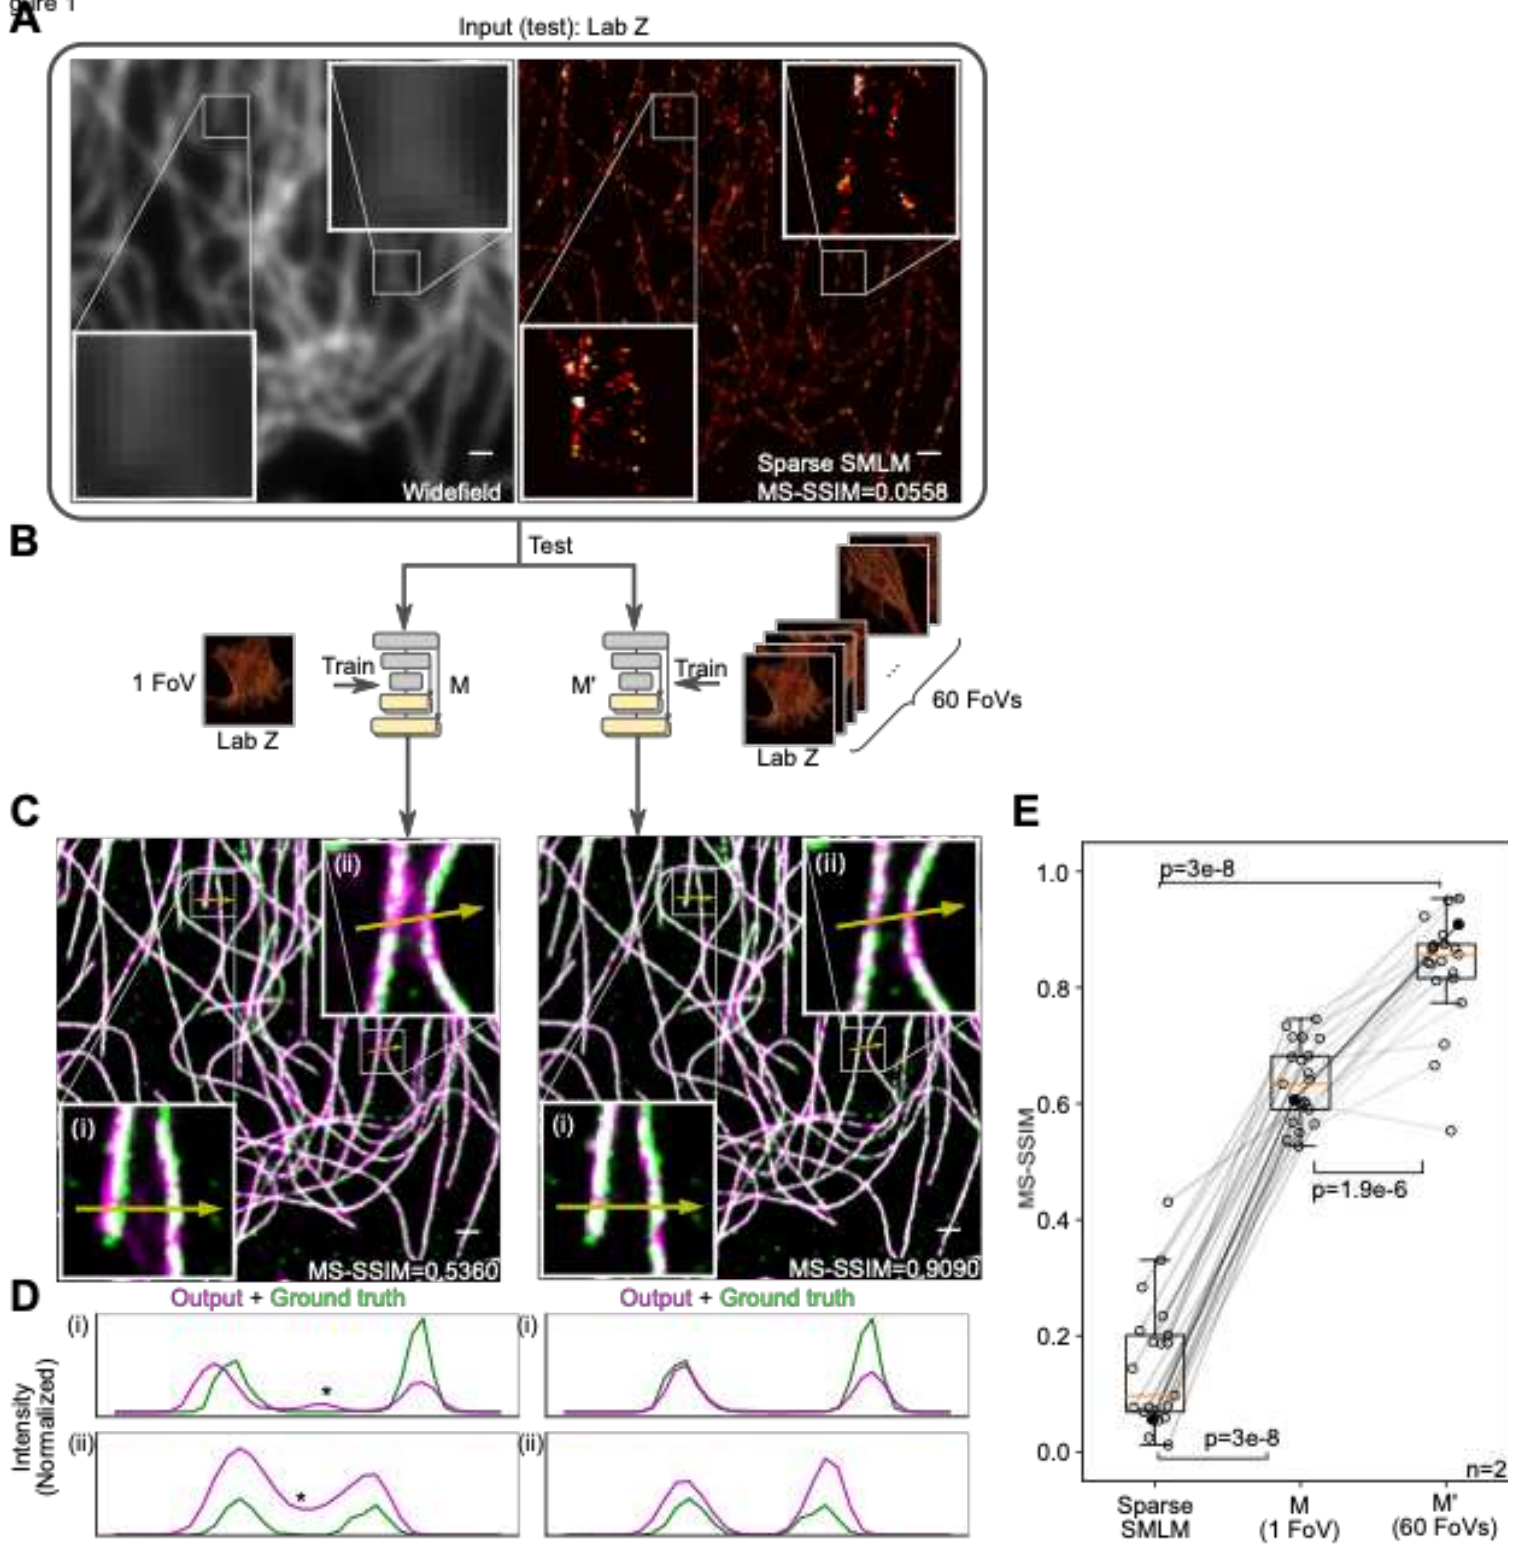 gure 1
A
Input (test): Lab Z
Widefield
Sparse SMLM
MS-SSIM=0.0558
B
Test
1 FoV
Train
M
M'
Train
60 FoVs
Lab Z
Lab Z
C
(ii)
(i)
MS-SSIM=0.5360
(ii)
(i)
MS-SSIM=0.9090
Output + Ground truth
Output + Ground truth
D
Intensity
(Normalized)
(i)
*
(i)
(ii)
*
(ii)
E
MS-SSIM
1.0
0.8
0.6
0.4
0.2
0.0
p=3e-8
p=1.9e-6
p=3e-8
n=2
Sparse
SMLM
M
(1 FoV)
M'
(60 FoVs)